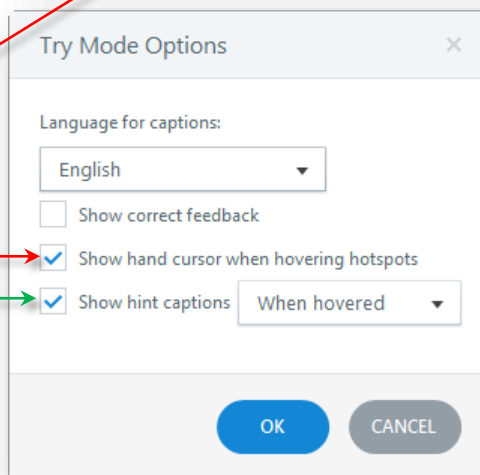 Try Mode Options
Language for captions:
English
Show correct feedback
Show hand cursor when hovering hotspots
Show hint captions When hovered
OK CANCEL